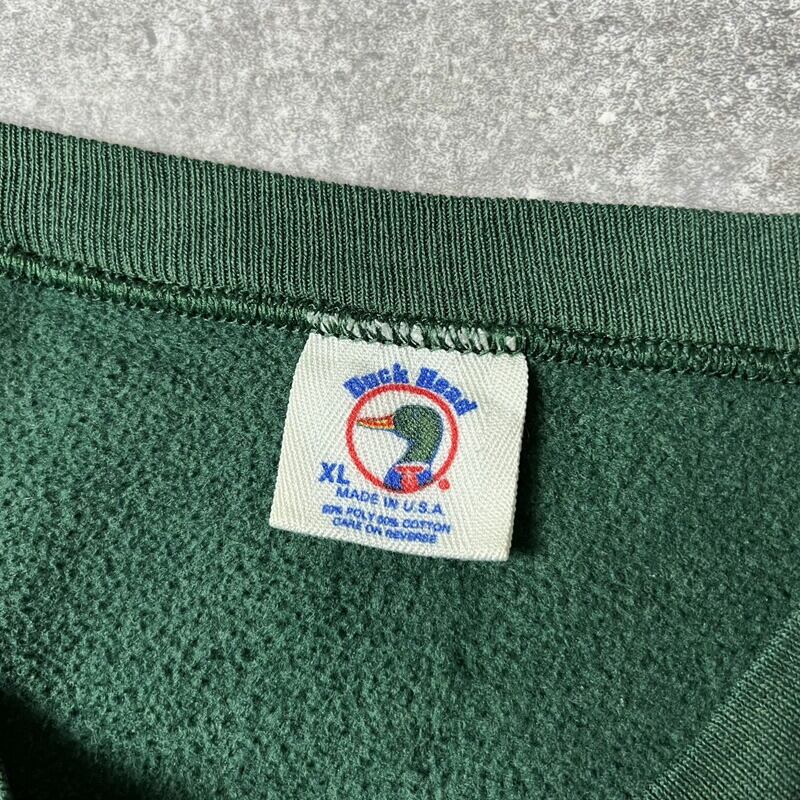 Duck Head
XL
MADE IN U.S.A
50% POLY 50% COTTON
CARE ON REVERSE